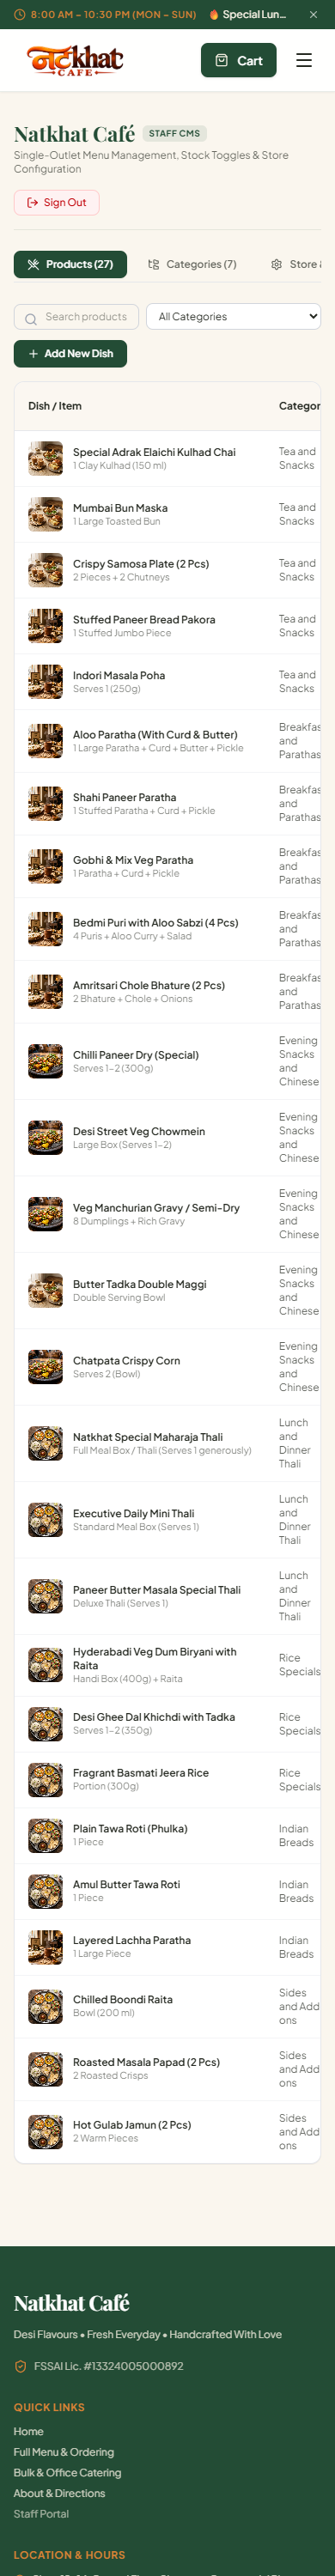 8:00 AM – 10:30 PM (MON – SUN) 🔥 Special Lun…
नटखट
CAFE
Cart
Natkhat Café STAFF CMS
Single-Outlet Menu Management, Stock Toggles & Store
Configuration
Sign Out
Products (27) Categories (7) Store &
Search products All Categories
Add New Dish
Dish / Item Categor
Special Adrak Elaichi Kulhad Chai
1 Clay Kulhad (150 ml)
Tea and
Snacks
Mumbai Bun Maska
1 Large Toasted Bun
Tea and
Snacks
Crispy Samosa Plate (2 Pcs)
2 Pieces + 2 Chutneys
Tea and
Snacks
Stuffed Paneer Bread Pakora
1 Stuffed Jumbo Piece
Tea and
Snacks
Indori Masala Poha
Serves 1 (250g)
Tea and
Snacks
Aloo Paratha (With Curd & Butter)
1 Large Paratha + Curd + Butter + Pickle
Breakfas
and
Parathas
Shahi Paneer Paratha
1 Stuffed Paratha + Curd + Pickle
Breakfas
and
Parathas
Gobhi & Mix Veg Paratha
1 Paratha + Curd + Pickle
Breakfas
and
Parathas
Bedmi Puri with Aloo Sabzi (4 Pcs)
4 Puris + Aloo Curry + Salad
Breakfas
and
Parathas
Amritsari Chole Bhature (2 Pcs)
2 Bhature + Chole + Onions
Breakfas
and
Parathas
Chilli Paneer Dry (Special)
Serves 1-2 (300g)
Evening
Snacks
and
Chinese
Desi Street Veg Chowmein
Large Box (Serves 1-2)
Evening
Snacks
and
Chinese
Veg Manchurian Gravy / Semi-Dry
8 Dumplings + Rich Gravy
Evening
Snacks
and
Chinese
Butter Tadka Double Maggi
Double Serving Bowl
Evening
Snacks
and
Chinese
Chatpata Crispy Corn
Serves 2 (Bowl)
Evening
Snacks
and
Chinese
Natkhat Special Maharaja Thali
Full Meal Box / Thali (Serves 1 generously)
Lunch
and
Dinner
Thali
Executive Daily Mini Thali
Standard Meal Box (Serves 1)
Lunch
and
Dinner
Thali
Paneer Butter Masala Special Thali
Deluxe Thali (Serves 1)
Lunch
and
Dinner
Thali
Hyderabadi Veg Dum Biryani with
Raita
Handi Box (400g) + Raita
Rice
Specials
Desi Ghee Dal Khichdi with Tadka
Serves 1-2 (350g)
Rice
Specials
Fragrant Basmati Jeera Rice
Portion (300g)
Rice
Specials
Plain Tawa Roti (Phulka)
1 Piece
Indian
Breads
Amul Butter Tawa Roti
1 Piece
Indian
Breads
Layered Lachha Paratha
1 Large Piece
Indian
Breads
Chilled Boondi Raita
Bowl (200 ml)
Sides
and Add
ons
Roasted Masala Papad (2 Pcs)
2 Roasted Crisps
Sides
and Add
ons
Hot Gulab Jamun (2 Pcs)
2 Warm Pieces
Sides
and Add
ons
Natkhat Café
Desi Flavours • Fresh Everyday • Handcrafted With Love
FSSAI Lic. #13324005000892
QUICK LINKS
Home
Full Menu & Ordering
Bulk & Office Catering
About & Directions
Staff Portal
LOCATION & HOURS